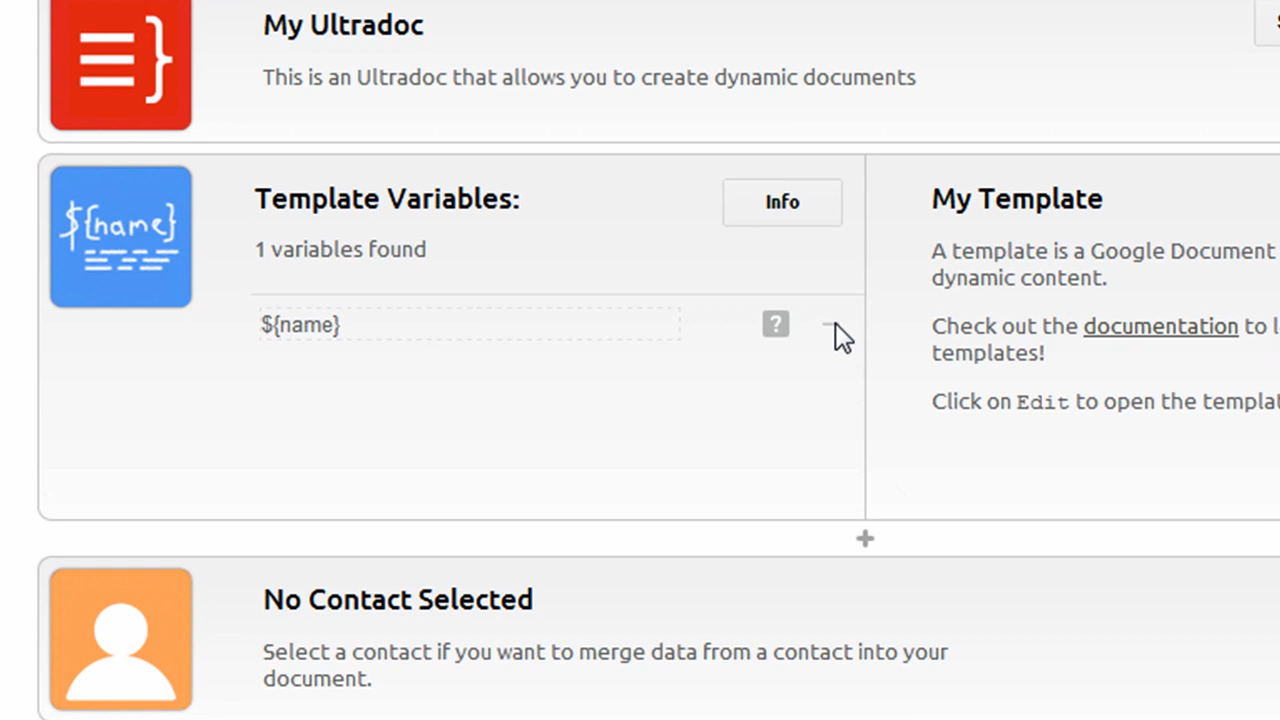 My Ultradoc
This is an Ultradoc that allows you to create dynamic documents
${name}
Template Variables:
Info
1 variables found
${name}
?
My Template
A template is a Google Document
dynamic content.
Check out the documentation to l
templates!
Click on Edit to open the templat
No Contact Selected
Select a contact if you want to merge data from a contact into your
document.